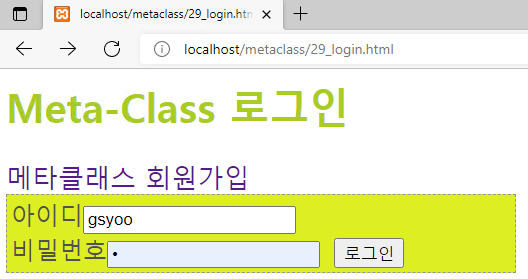 localhost/metaclass/29_login.htm
localhost/metaclass/29_login.html
Meta-Class 로그인
메타클래스 회원가입
아이디 gsyoo
비밀번호 • 로그인